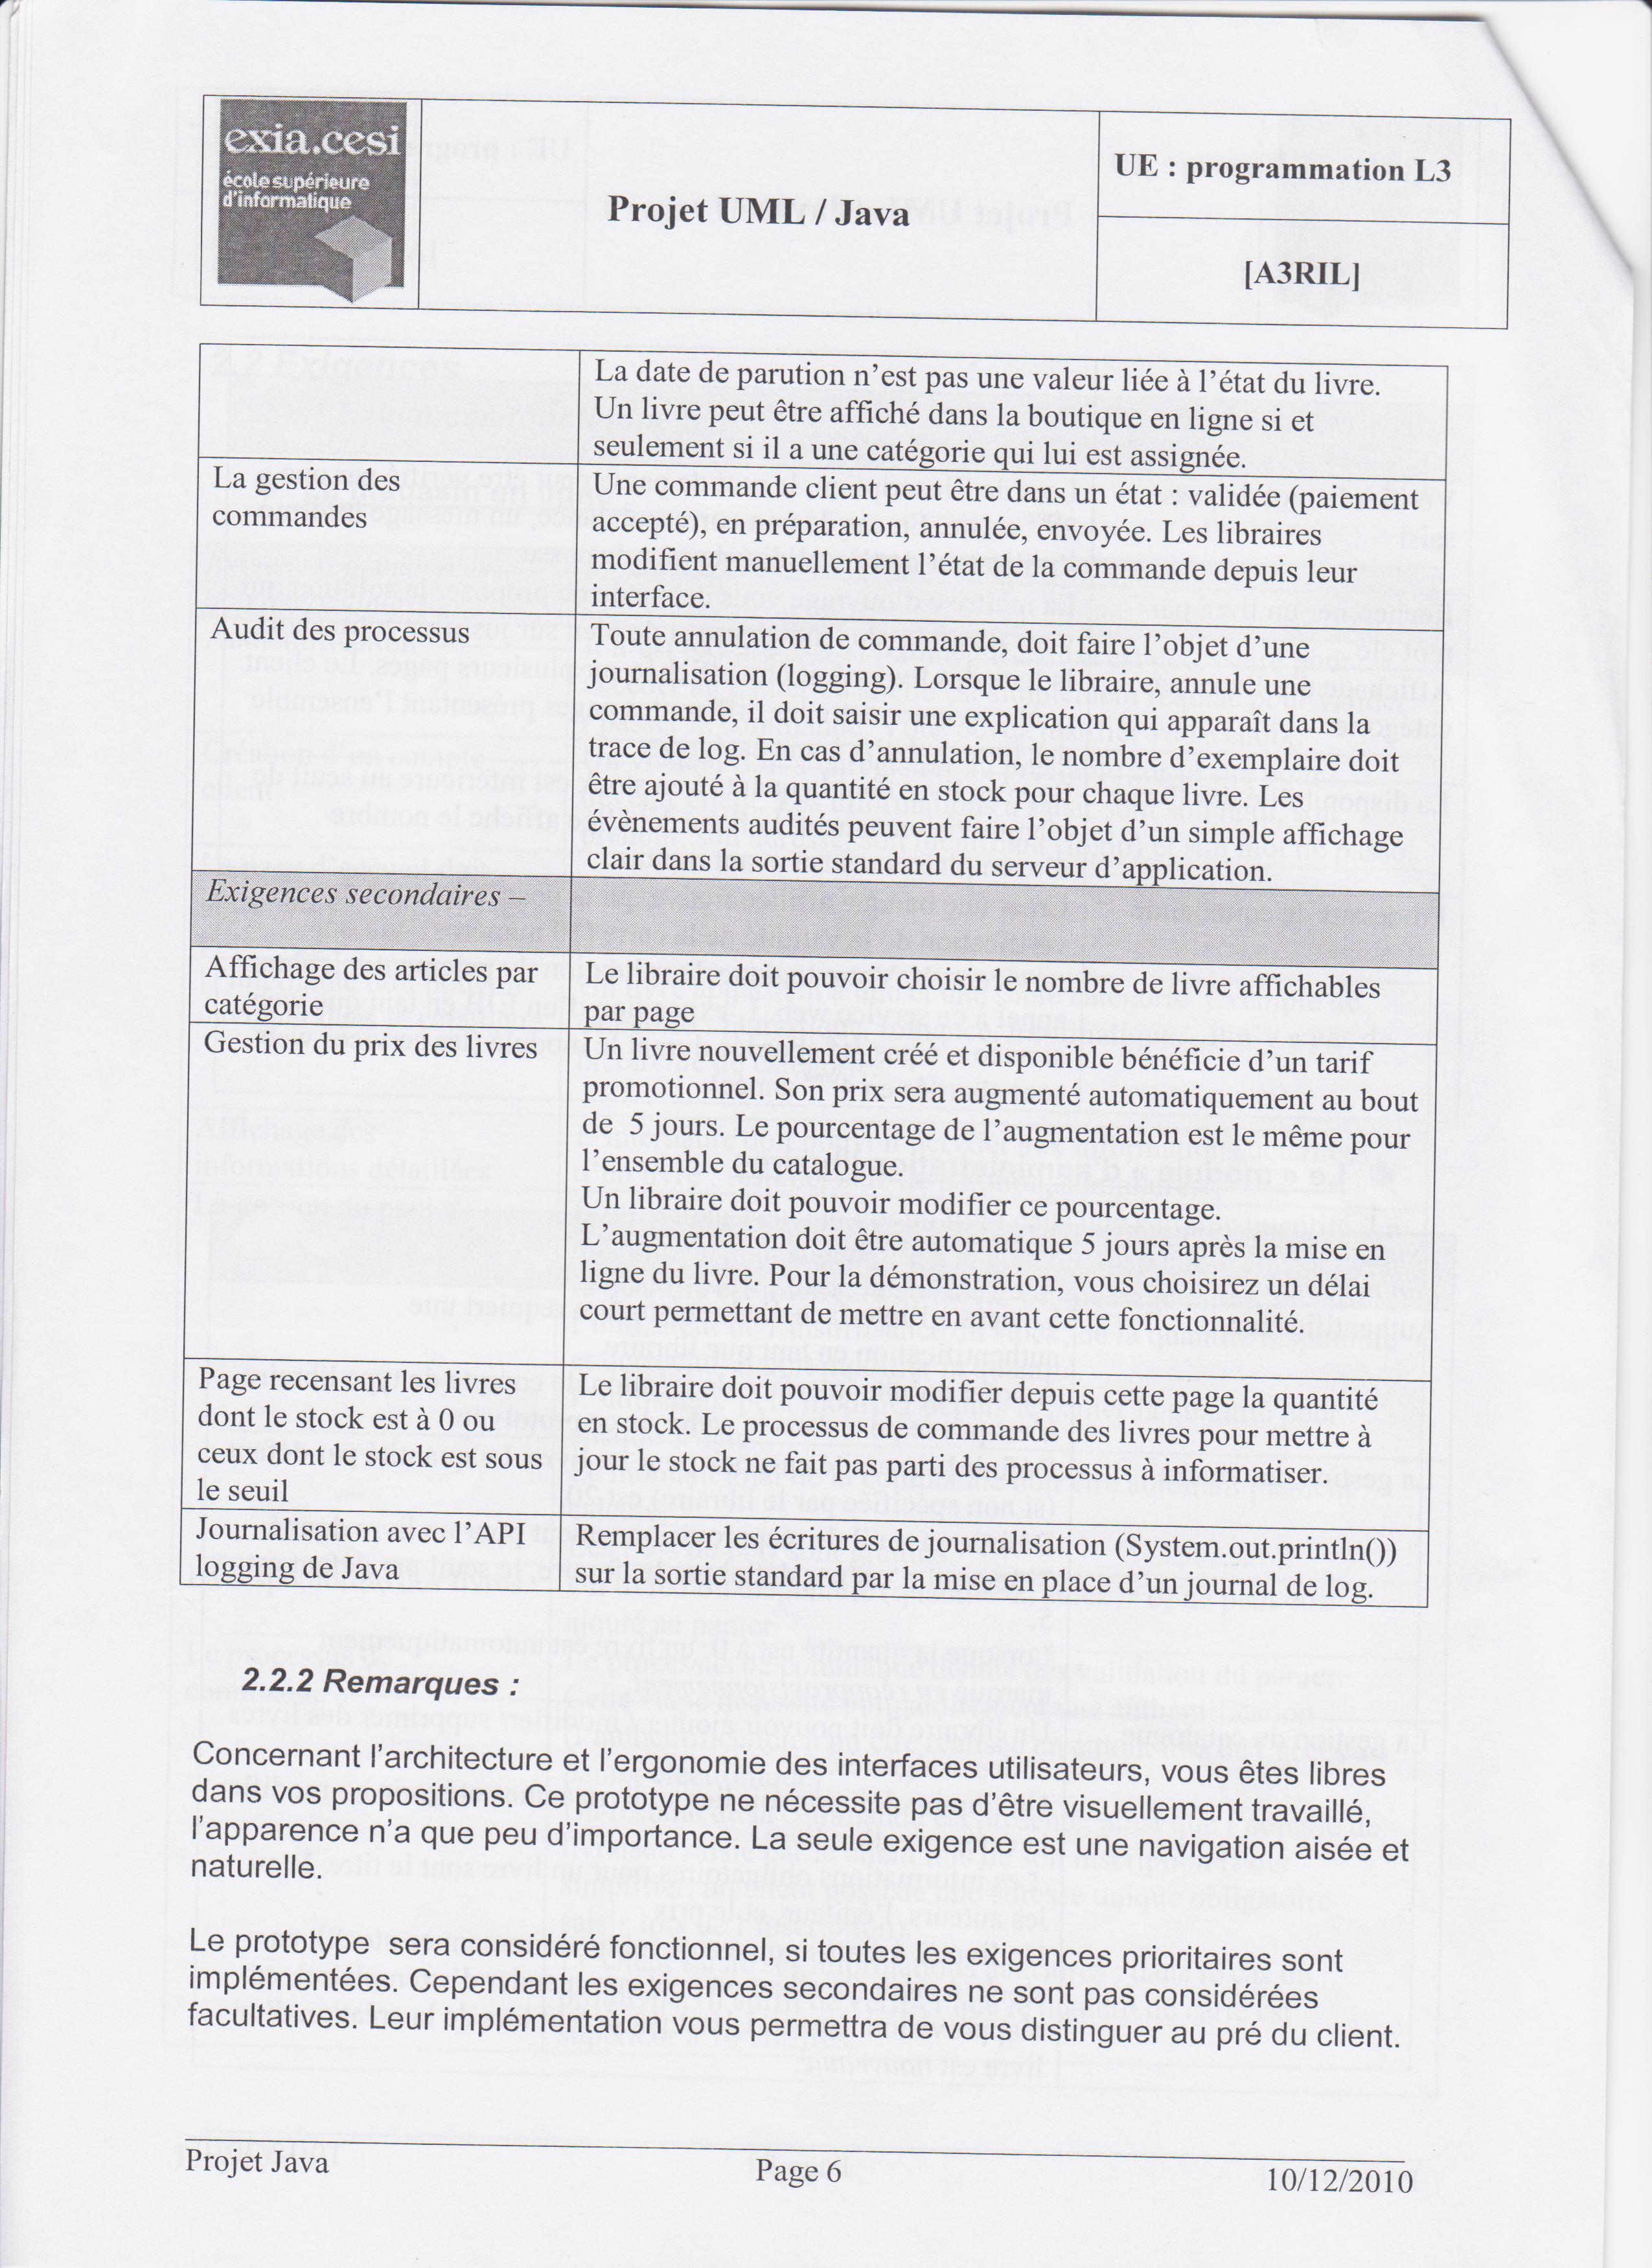 exia.cesi
école supérieure
d'informatique
Projet UML / Java
UE : programmation L3
[A3RIL]
La date de parution n'est pas une valeur liée à l'état du livre.
Un livre peut être affiché dans la boutique en ligne si et
seulement si il a une catégorie qui lui est assignée.
La gestion des
commandes
Une commande client peut être dans un état : validée (paiement
accepté), en préparation, annulée, envoyée. Les libraires
modifient manuellement l'état de la commande depuis leur
interface.
Audit des processus
Toute annulation de commande, doit faire l'objet d'une
journalisation (logging). Lorsque le libraire, annule une
commande, il doit saisir une explication qui apparaît dans la
trace de log. En cas d'annulation, le nombre d'exemplaire doit
être ajouté à la quantité en stock pour chaque livre. Les
évènements audités peuvent faire l'objet d'un simple affichage
clair dans la sortie standard du serveur d'application.
Exigences secondaires –
Affichage des articles par
catégorie
Le libraire doit pouvoir choisir le nombre de livre affichables
par page
Gestion du prix des livres
Un livre nouvellement créé et disponible bénéficie d'un tarif
promotionnel. Son prix sera augmenté automatiquement au bout
de  5 jours. Le pourcentage de l'augmentation est le même pour
l'ensemble du catalogue.
Un libraire doit pouvoir modifier ce pourcentage.
L'augmentation doit être automatique 5 jours après la mise en
ligne du livre. Pour la démonstration, vous choisirez un délai
court permettant de mettre en avant cette fonctionnalité.
Page recensant les livres
dont le stock est à 0 ou
ceux dont le stock est sous
le seuil
Le libraire doit pouvoir modifier depuis cette page la quantité
en stock. Le processus de commande des livres pour mettre à
jour le stock ne fait pas parti des processus à informatiser.
Journalisation avec l'API
logging de Java
Remplacer les écritures de journalisation (System.out.println())
sur la sortie standard par la mise en place d'un journal de log.
2.2.2 Remarques :
Concernant l'architecture et l'ergonomie des interfaces utilisateurs, vous êtes libres
dans vos propositions. Ce prototype ne nécessite pas d'être visuellement travaillé,
l'apparence n'a que peu d'importance. La seule exigence est une navigation aisée et
naturelle.
Le prototype  sera considéré fonctionnel, si toutes les exigences prioritaires sont
implémentées. Cependant les exigences secondaires ne sont pas considérées
facultatives. Leur implémentation vous permettra de vous distinguer au pré du client.
Projet Java
Page 6
10/12/2010